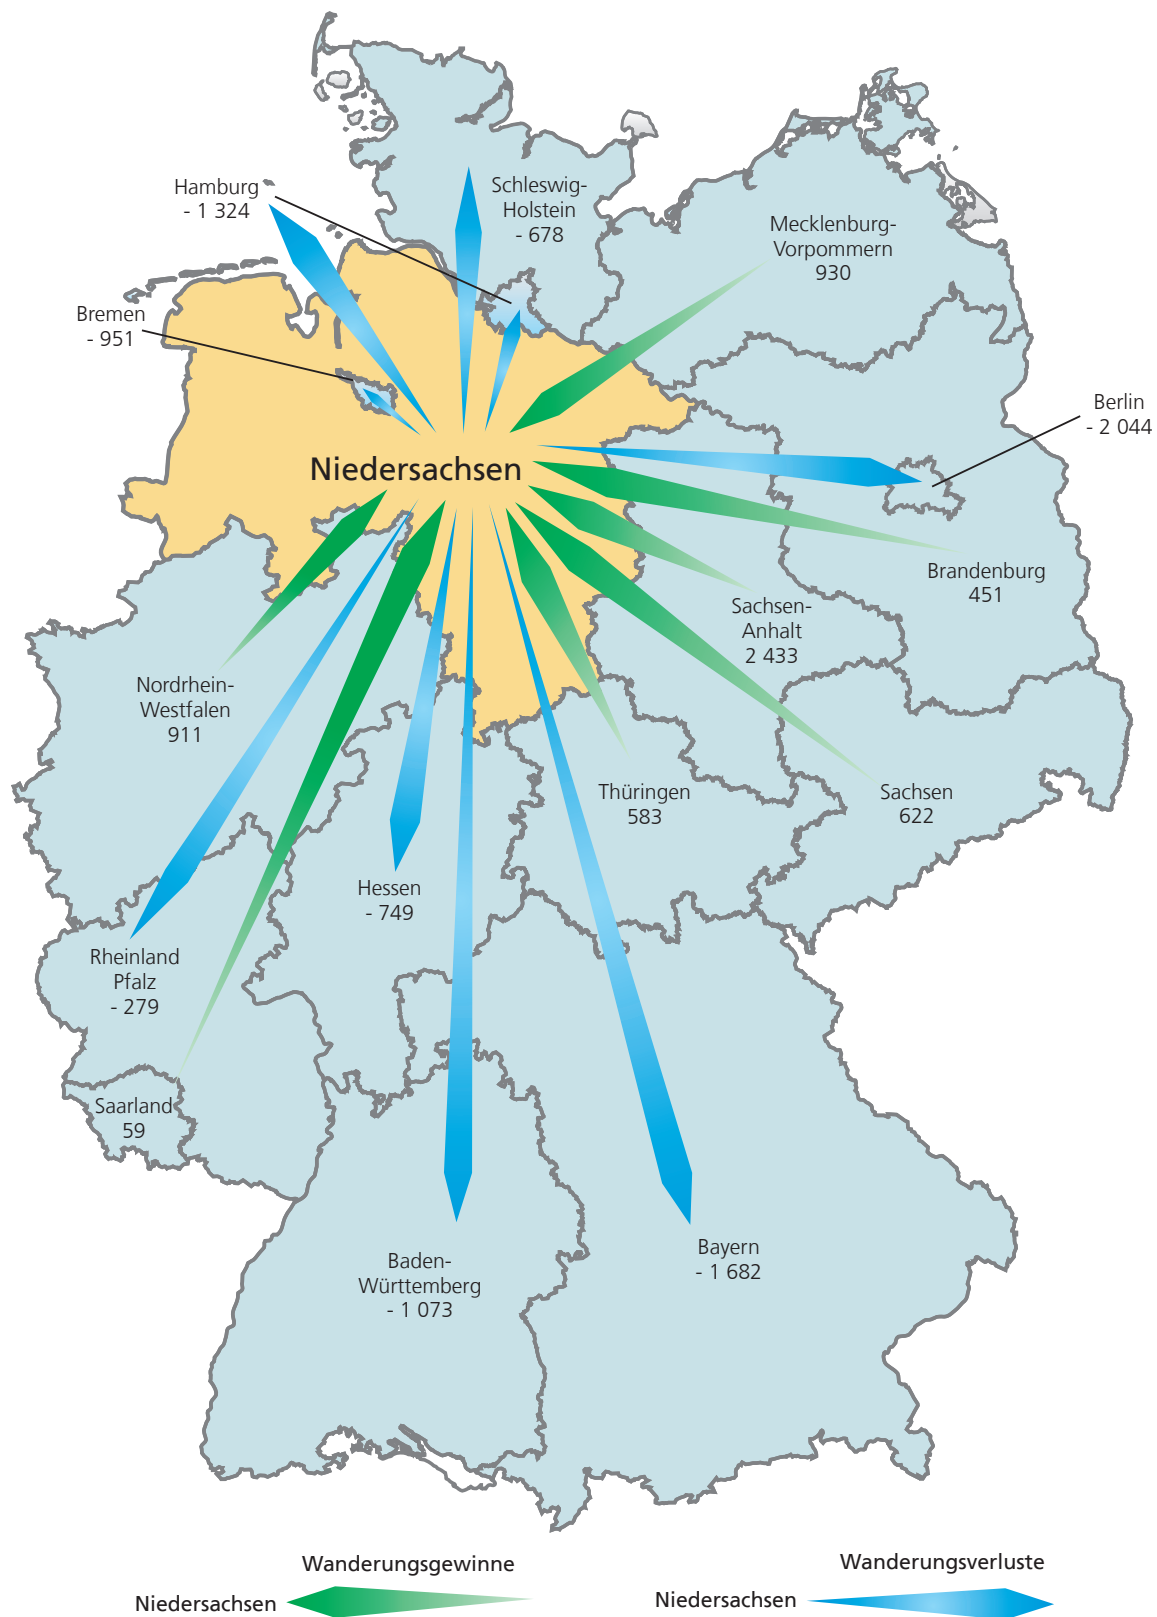 Schleswig-
Holstein
- 678
Hamburg
- 1 324
Mecklenburg-
Vorpommern
930
Bremen
- 951
Berlin
- 2 044
Niedersachsen
Brandenburg
451
Sachsen-
Anhalt
2 433
Nordrhein-
Westfalen
911
Thüringen
583
Sachsen
622
Hessen
- 749
Rheinland
Pfalz
- 279
Saarland
59
Baden-
Württemberg
- 1 073
Bayern
- 1 682
Wanderungsgewinne
Niedersachsen
Wanderungsverluste
Niedersachsen